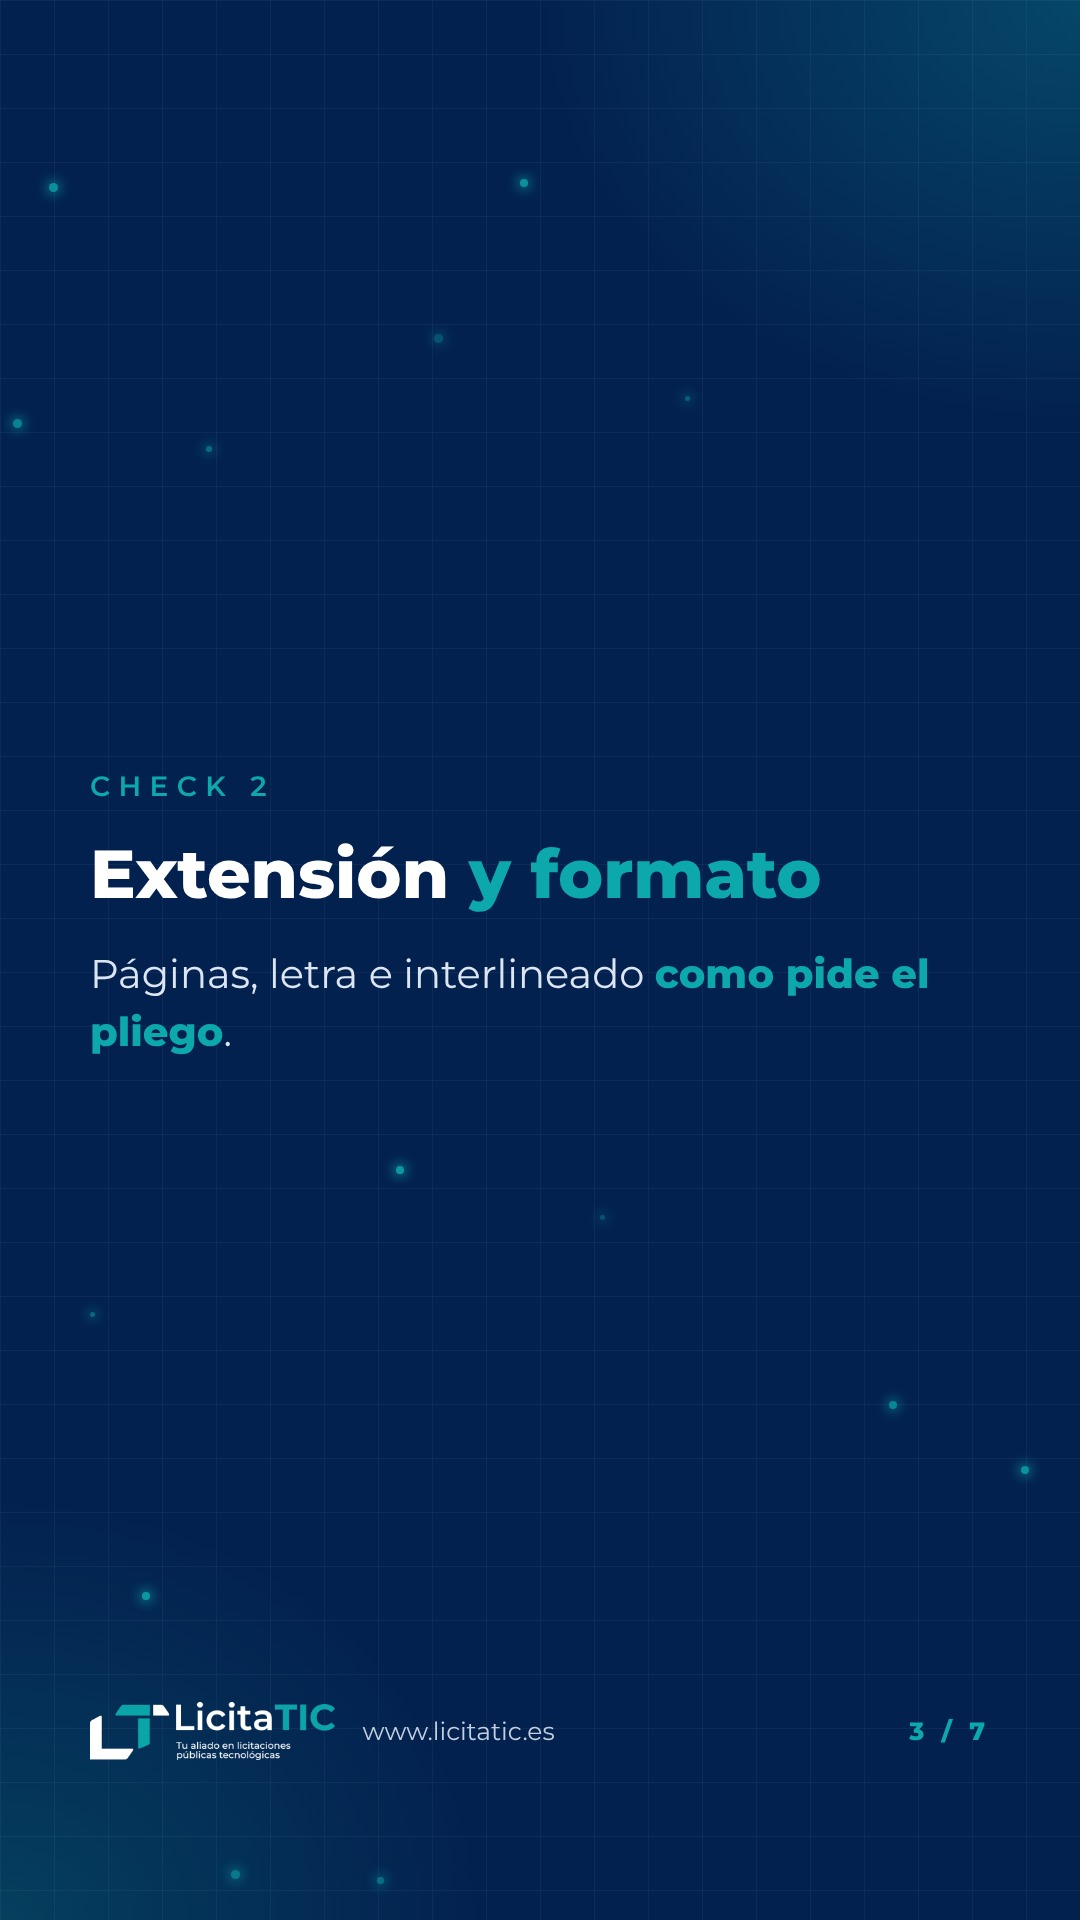 CHECK 2
Extensión y formato
Páginas, letra e interlineado como pide el
pliego.
LicitaTIC
Tu aliado en licitaciones
públicas tecnológicas
www.licitatic.es
3 / 7